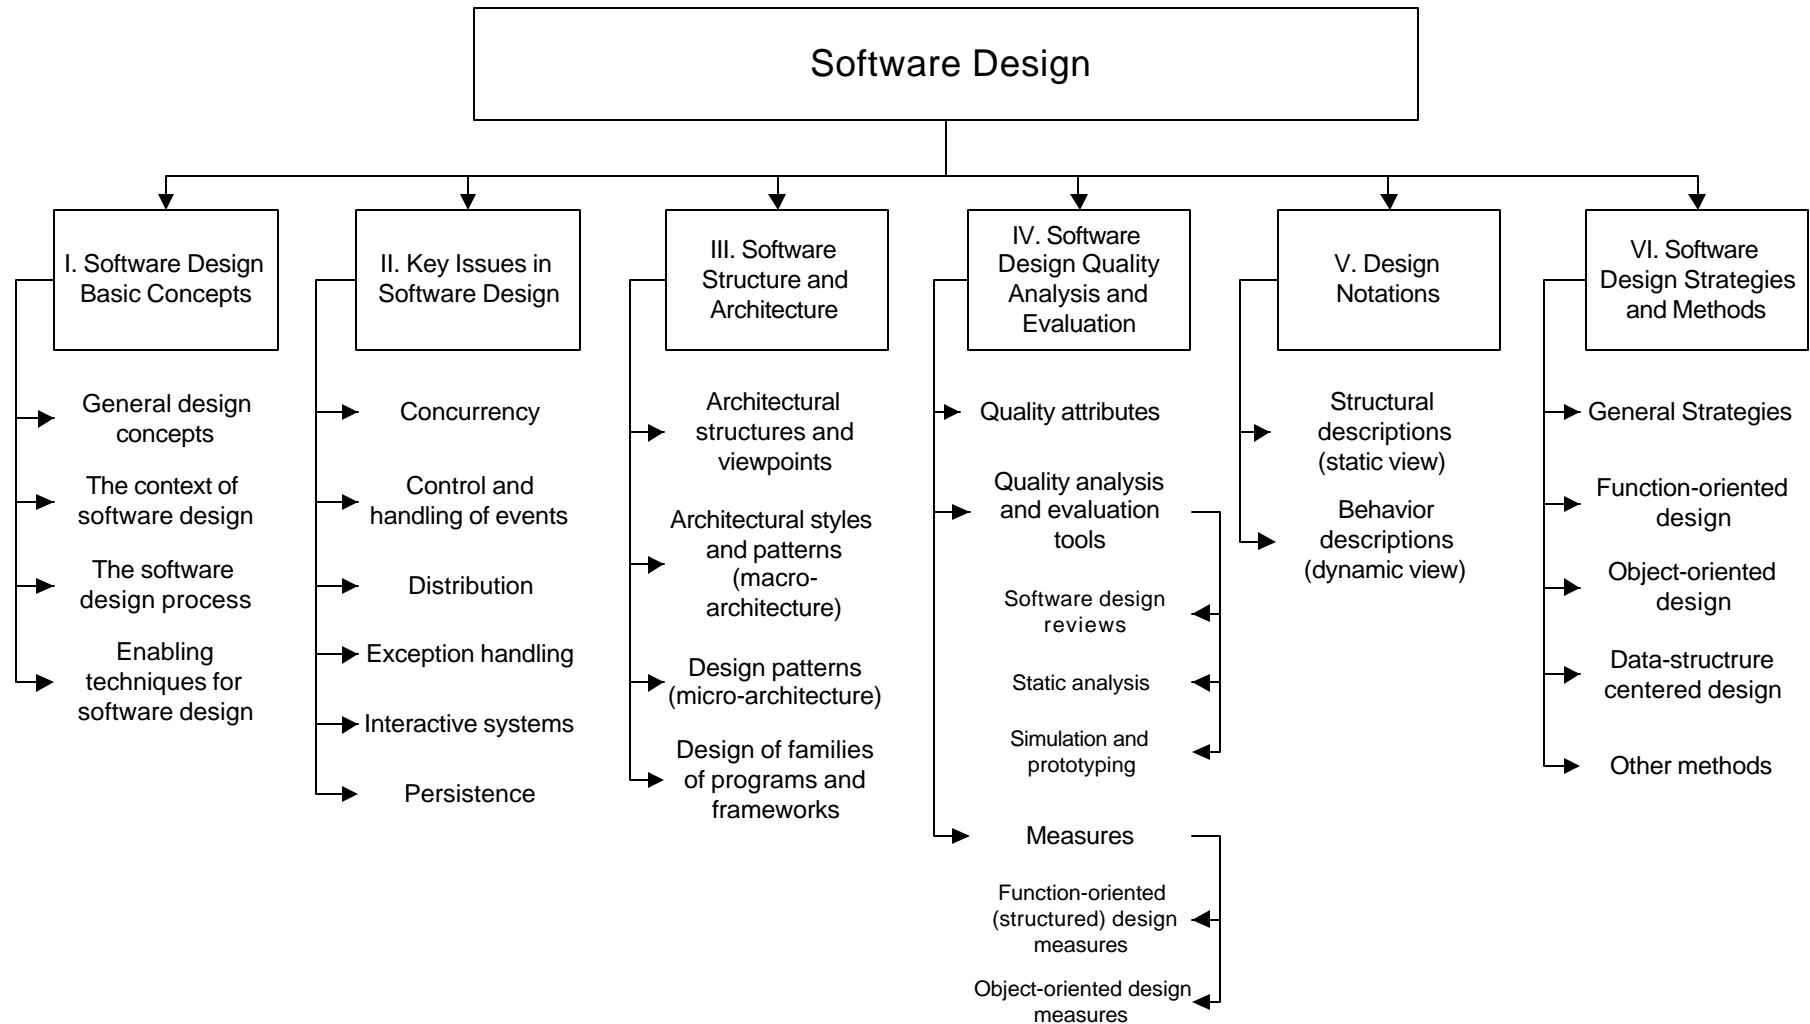 Software Design
I. Software Design
Basic Concepts
General design
concepts
The context of
software design
The software
design process
Enabling
techniques for
software design
II. Key Issues in
Software Design
Concurrency
Control and
handling of events
Distribution
Exception handling
Interactive systems
Persistence
III. Software
Structure and
Architecture
Architectural
structures and
viewpoints
Architectural styles
and patterns
(macro-
architecture)
Design patterns
(micro-architecture)
Design of families
of programs and
frameworks
IV. Software
Design Quality
Analysis and
Evaluation
Quality attributes
Quality analysis
and evaluation
tools
Software design
reviews
Static analysis
Simulation and
prototyping
Measures
Function-oriented
(structured) design
measures
Object-oriented design
measures
V. Design
Notations
Structural
descriptions
(static view)
Behavior
descriptions
(dynamic view)
VI. Software
Design Strategies
and Methods
General Strategies
Function-oriented
design
Object-oriented
design
Data-structrure
centered design
Other methods